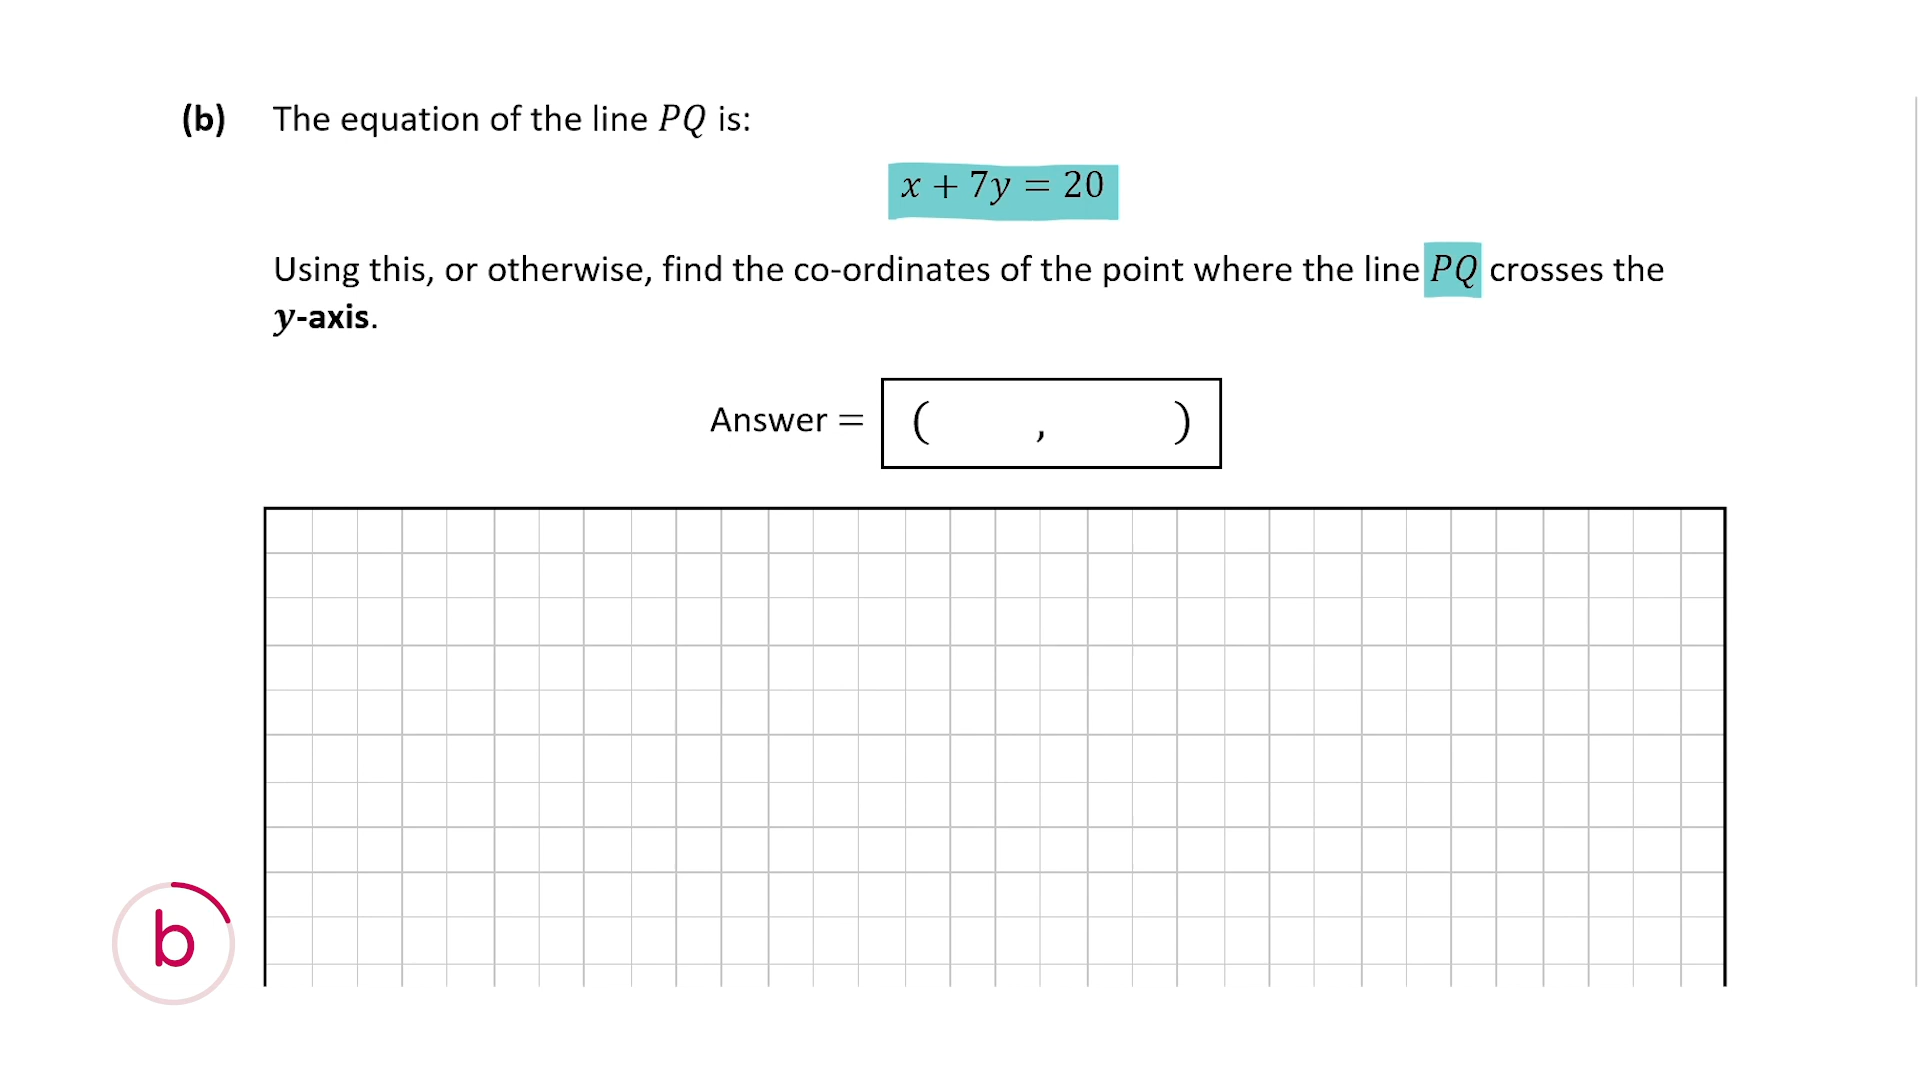 (b) The equation of the line PQ is:
x + 7y = 20
Using this, or otherwise, find the co-ordinates of the point where the line PQ crosses the
y-axis.
Answer = ( , )
b